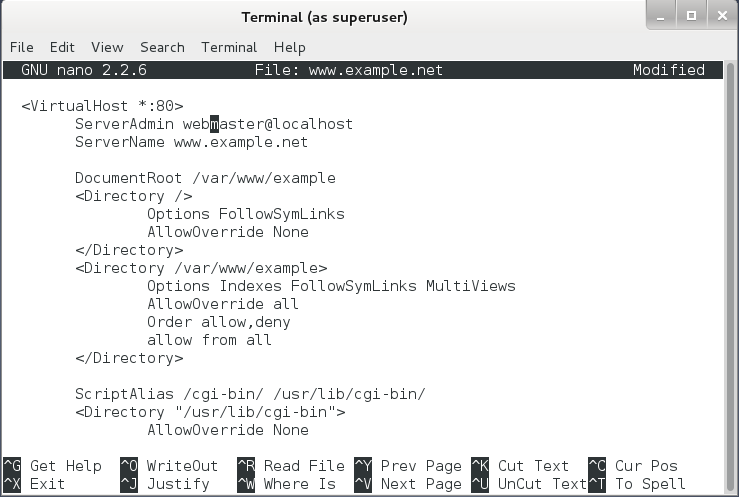 Terminal (as superuser)
File Edit View Search Terminal Help
GNU nano 2.2.6 File: www.example.net Modified
<VirtualHost *:80>
ServerAdmin webmaster@localhost
ServerName www.example.net
DocumentRoot /var/www/example
<Directory />
Options FollowSymLinks
AllowOverride None
</Directory>
<Directory /var/www/example>
Options Indexes FollowSymLinks MultiViews
AllowOverride all
Order allow,deny
allow from all
</Directory>
ScriptAlias /cgi-bin/ /usr/lib/cgi-bin/
<Directory "/usr/lib/cgi-bin">
AllowOverride None
^G Get Help ^O WriteOut ^R Read File ^Y Prev Page ^K Cut Text ^C Cur Pos
^X Exit ^J Justify ^W Where Is ^V Next Page ^U UnCut Text ^T To Spell